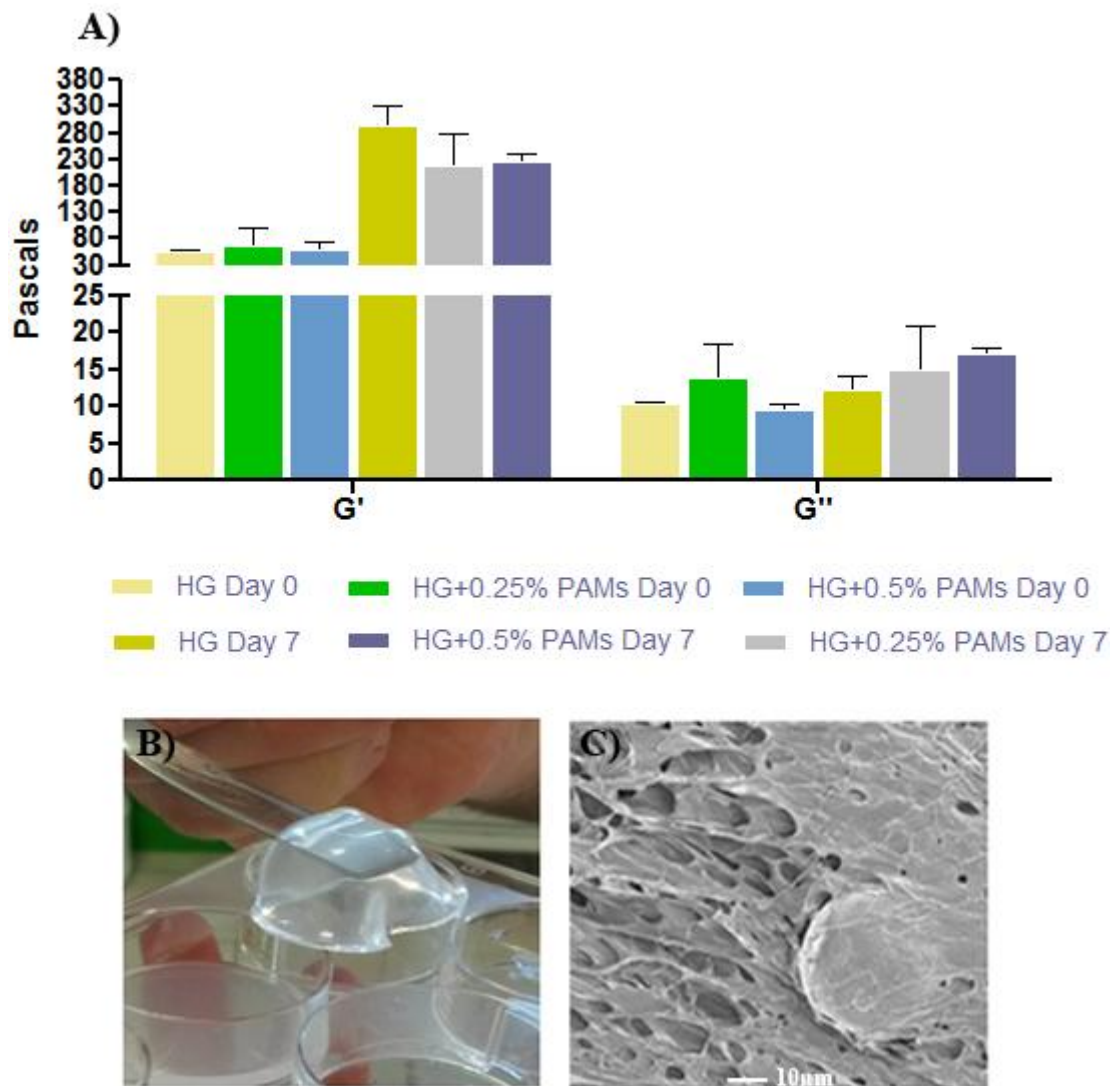 A)
380
330
280
230
180
130
80
30
25
20
15
10
5
0
Pascals
G' G''
HG Day 0 HG+0.25% PAMs Day 0 HG+0.5% PAMs Day 0
HG Day 7 HG+0.5% PAMs Day 7 HG+0.25% PAMs Day 7
B) C)
10μm